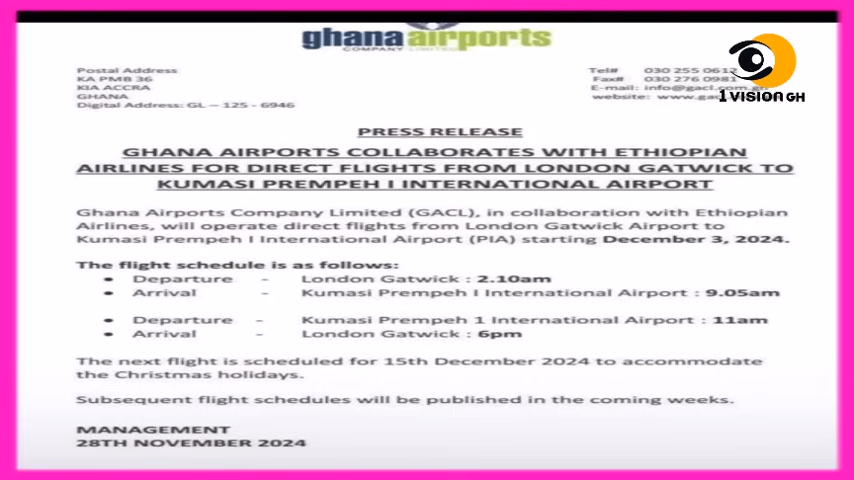 ghana airports
COMPANY LIMITED
Postal Address
KA PMB 36
KIA ACCRA
GHANA
Digital Address: GL – 125 - 6946
Tel# 030 255 0612
Fax# 030 276 0981
E-mail: info@gacl.com.gh
website: www.gacl
1VISION GH
PRESS RELEASE
GHANA AIRPORTS COLLABORATES WITH ETHIOPIAN
AIRLINES FOR DIRECT FLIGHTS FROM LONDON GATWICK TO
KUMASI PREMPEH I INTERNATIONAL AIRPORT
Ghana Airports Company Limited (GACL), in collaboration with Ethiopian
Airlines, will operate direct flights from London Gatwick Airport to
Kumasi Prempeh I International Airport (PIA) starting December 3, 2024.
The flight schedule is as follows:
• Departure - London Gatwick : 2.10am
• Arrival - Kumasi Prempeh I International Airport : 9.05am
• Departure - Kumasi Prempeh 1 International Airport : 11am
• Arrival - London Gatwick : 6pm
The next flight is scheduled for 15th December 2024 to accommodate
the Christmas holidays.
Subsequent flight schedules will be published in the coming weeks.
MANAGEMENT
28TH NOVEMBER 2024